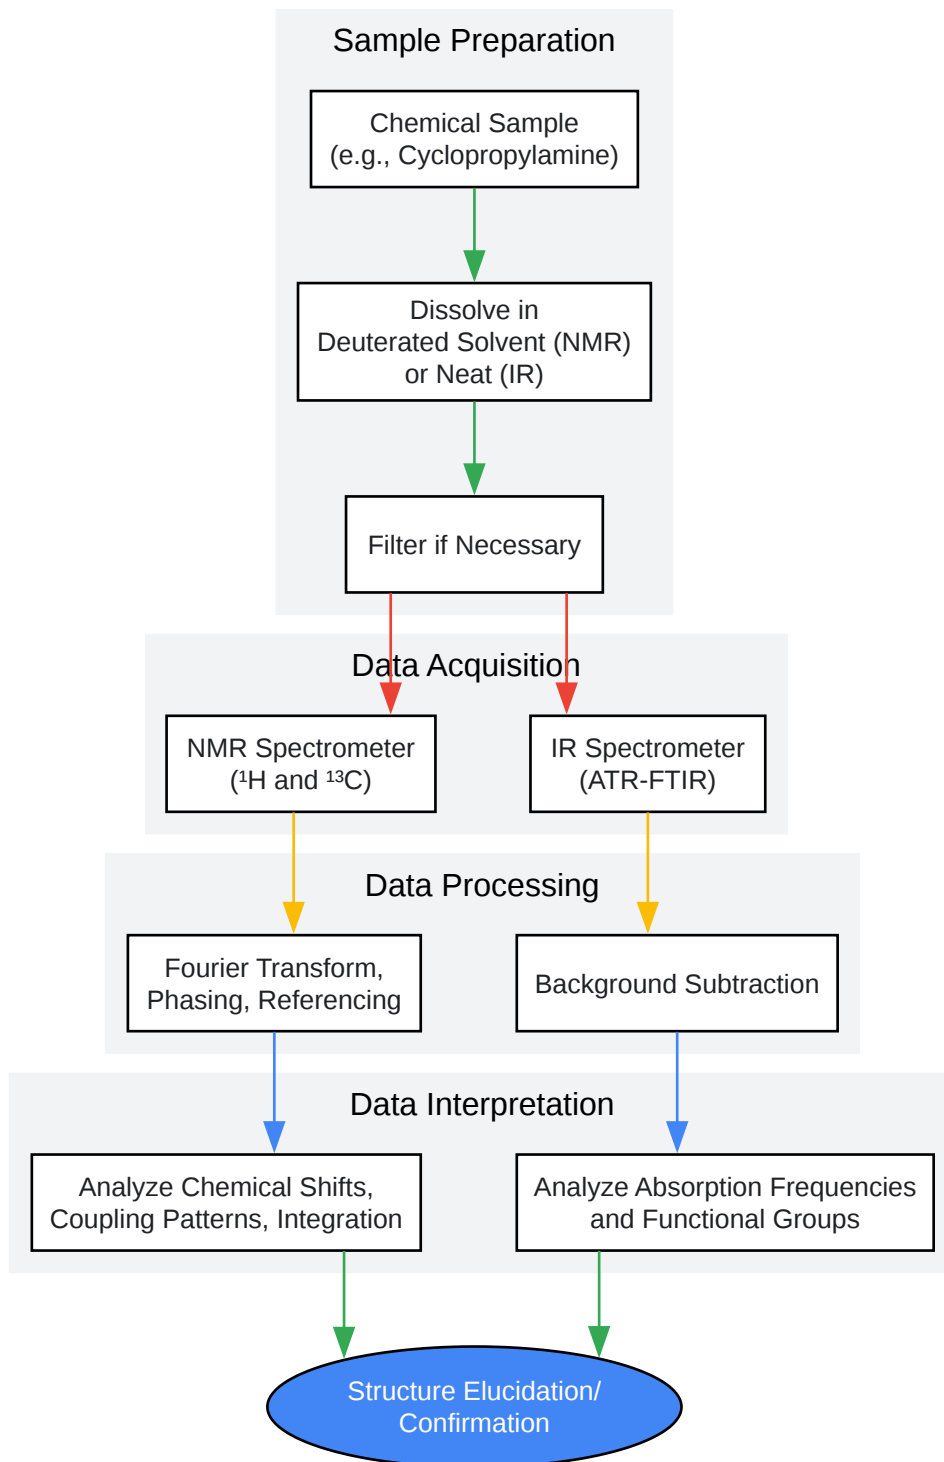 Sample Preparation
Chemical Sample
(e.g., Cyclopropylamine)
Dissolve in
Deuterated Solvent (NMR)
or Neat (IR)
Filter if Necessary
Data Acquisition
NMR Spectrometer
(¹H and ¹³C)
IR Spectrometer
(ATR-FTIR)
Data Processing
Fourier Transform,
Phasing, Referencing
Background Subtraction
Data Interpretation
Analyze Chemical Shifts,
Coupling Patterns, Integration
Analyze Absorption Frequencies
and Functional Groups
Structure Elucidation/
Confirmation